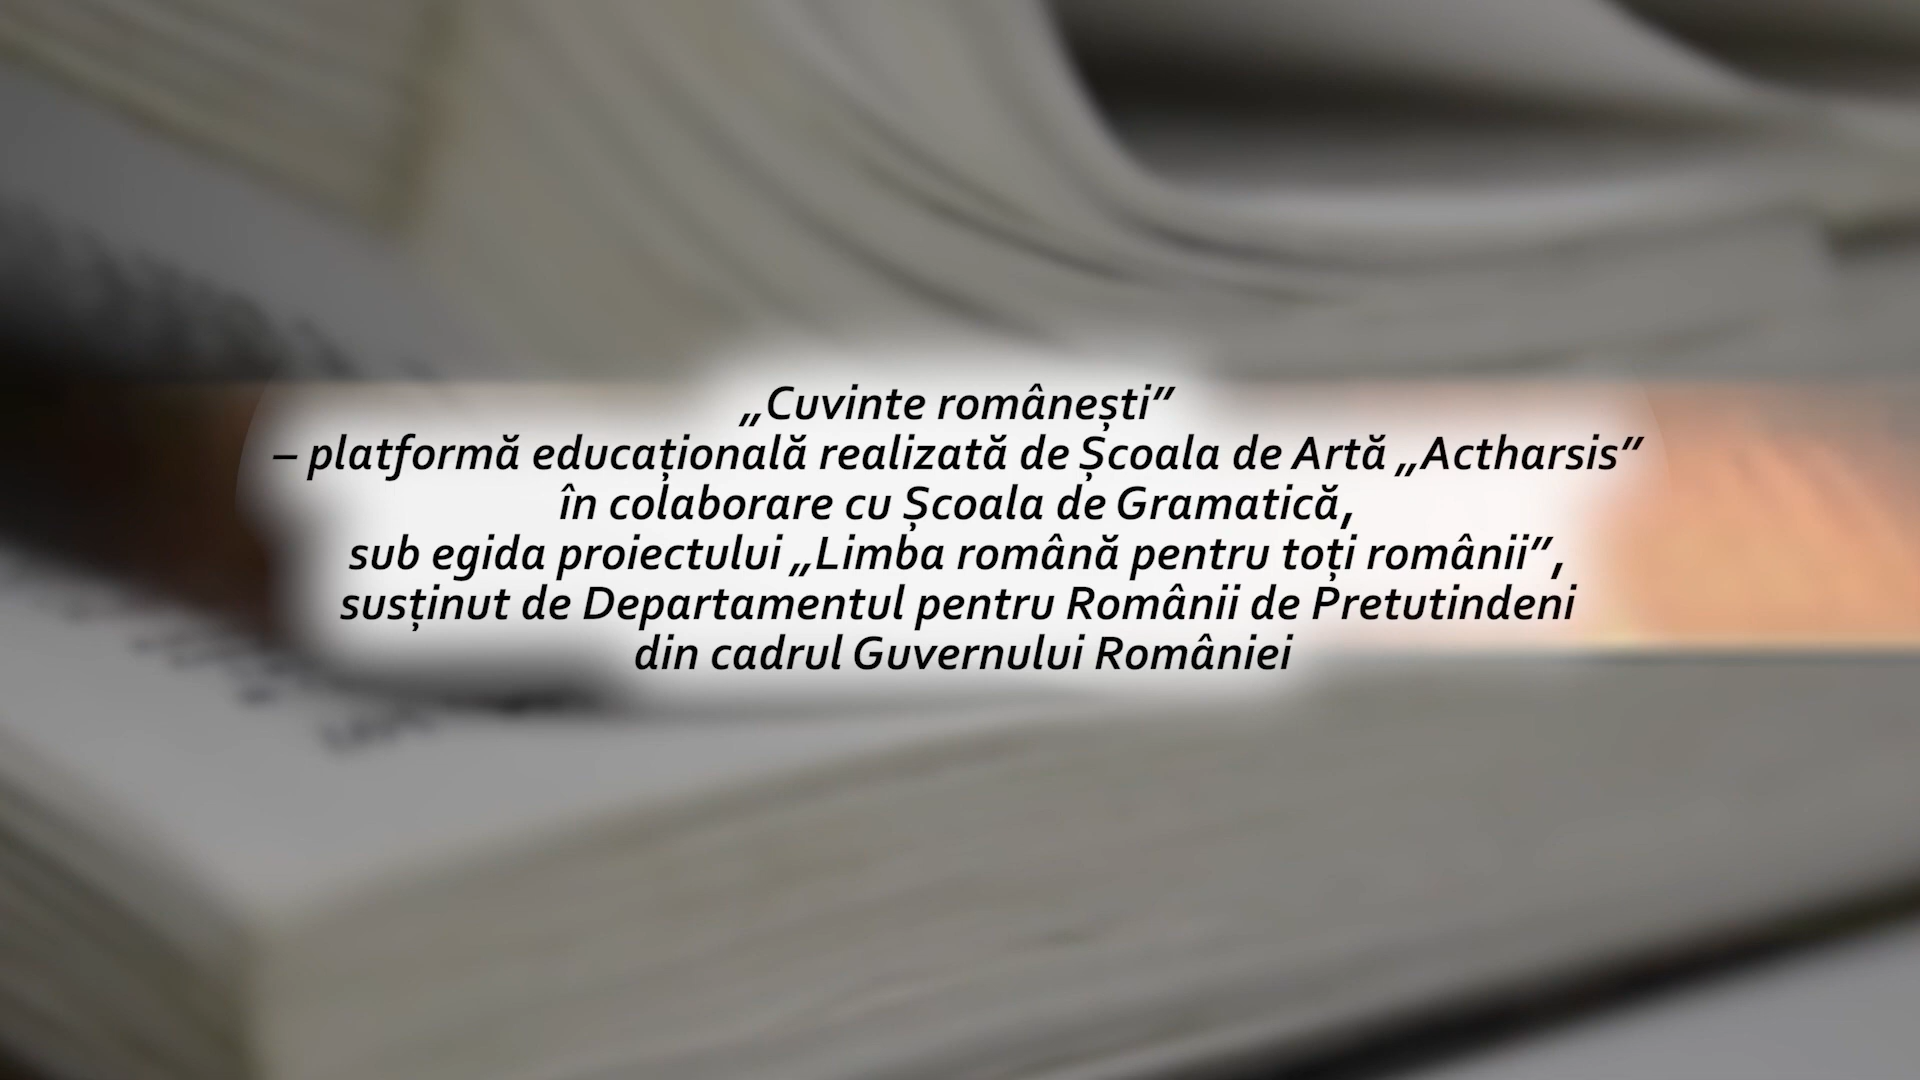 „Cuvinte românești”
– platformă educațională realizată de Școala de Artă „Actharsis”
în colaborare cu Școala de Gramatică,
sub egida proiectului „Limba română pentru toți românii”,
susținut de Departamentul pentru Românii de Pretutindeni
din cadrul Guvernului României